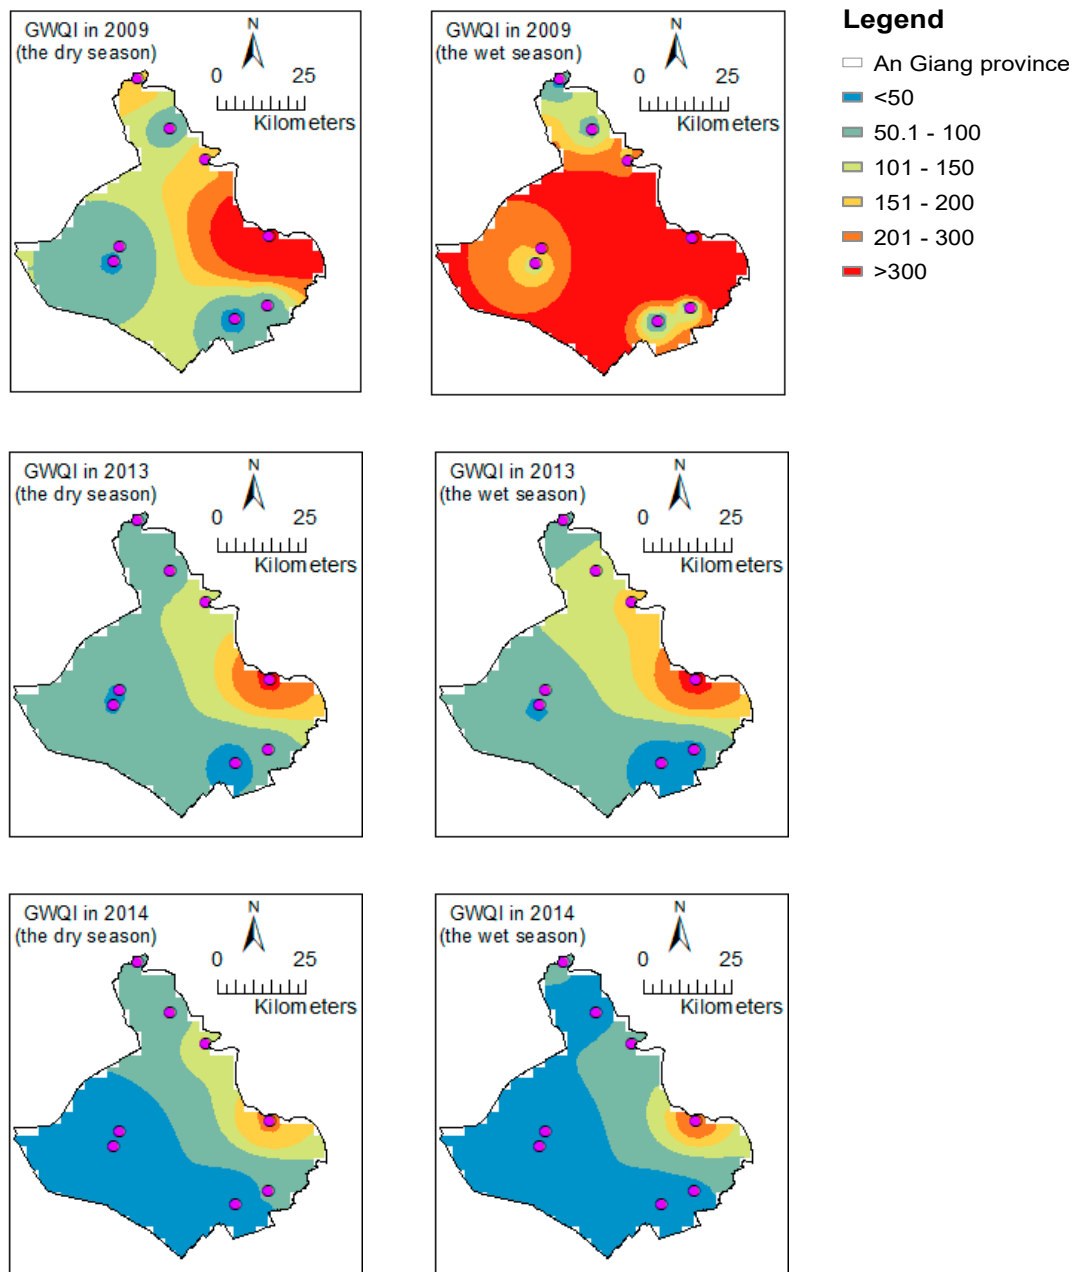 GWQI in 2009
(the dry season)
N
0 25
Kilometers
GWQI in 2009
(the wet season)
N
0 25
Kilometers
Legend
An Giang province
<50
50.1 - 100
101 - 150
151 - 200
201 - 300
>300
GWQI in 2013
(the dry season)
N
0 25
Kilometers
GWQI in 2013
(the wet season)
N
0 25
Kilometers
GWQI in 2014
(the dry season)
N
0 25
Kilometers
GWQI in 2014
(the wet season)
N
0 25
Kilometers